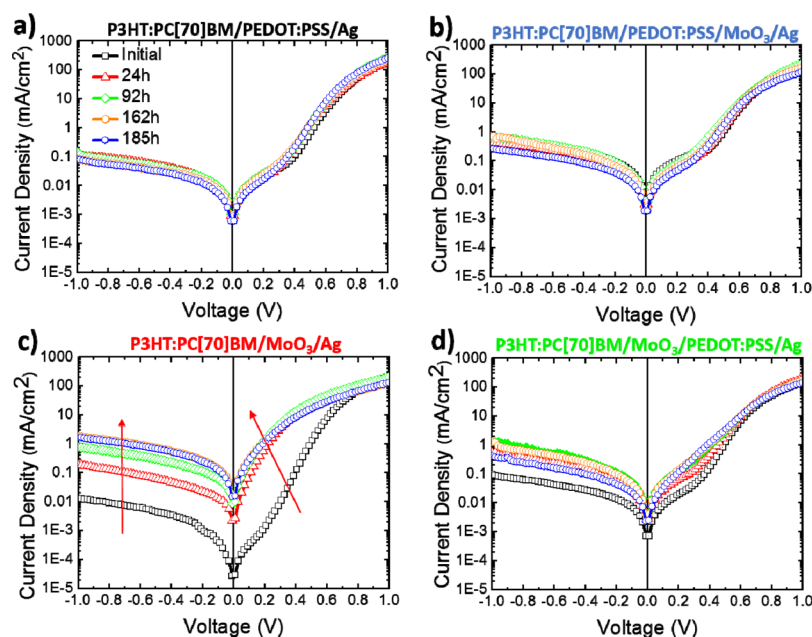 a) P3HT:PC[70]BM/PEDOT:PSS/Ag
Current Density (mA/cm²)
1000
100
10
1
0.1
0.01
1E-3
1E-4
1E-5
Initial
24h
92h
162h
185h
-1.0 -0.8 -0.6 -0.4 -0.2 0.0 0.2 0.4 0.6 0.8 1.0
Voltage (V)
b) P3HT:PC[70]BM/PEDOT:PSS/MoO₃/Ag
Current Density (mA/cm²)
1000
100
10
1
0.1
0.01
1E-3
1E-4
1E-5
-1.0 -0.8 -0.6 -0.4 -0.2 0.0 0.2 0.4 0.6 0.8 1.0
Voltage (V)
c) P3HT:PC[70]BM/MoO₃/Ag
Current Density (mA/cm²)
1000
100
10
1
0.1
0.01
1E-3
1E-4
1E-5
-1.0 -0.8 -0.6 -0.4 -0.2 0.0 0.2 0.4 0.6 0.8 1.0
Voltage (V)
d) P3HT:PC[70]BM/MoO₃/PEDOT:PSS/Ag
Current Density (mA/cm²)
1000
100
10
1
0.1
0.01
1E-3
1E-4
1E-5
-1.0 -0.8 -0.6 -0.4 -0.2 0.0 0.2 0.4 0.6 0.8 1.0
Voltage (V)